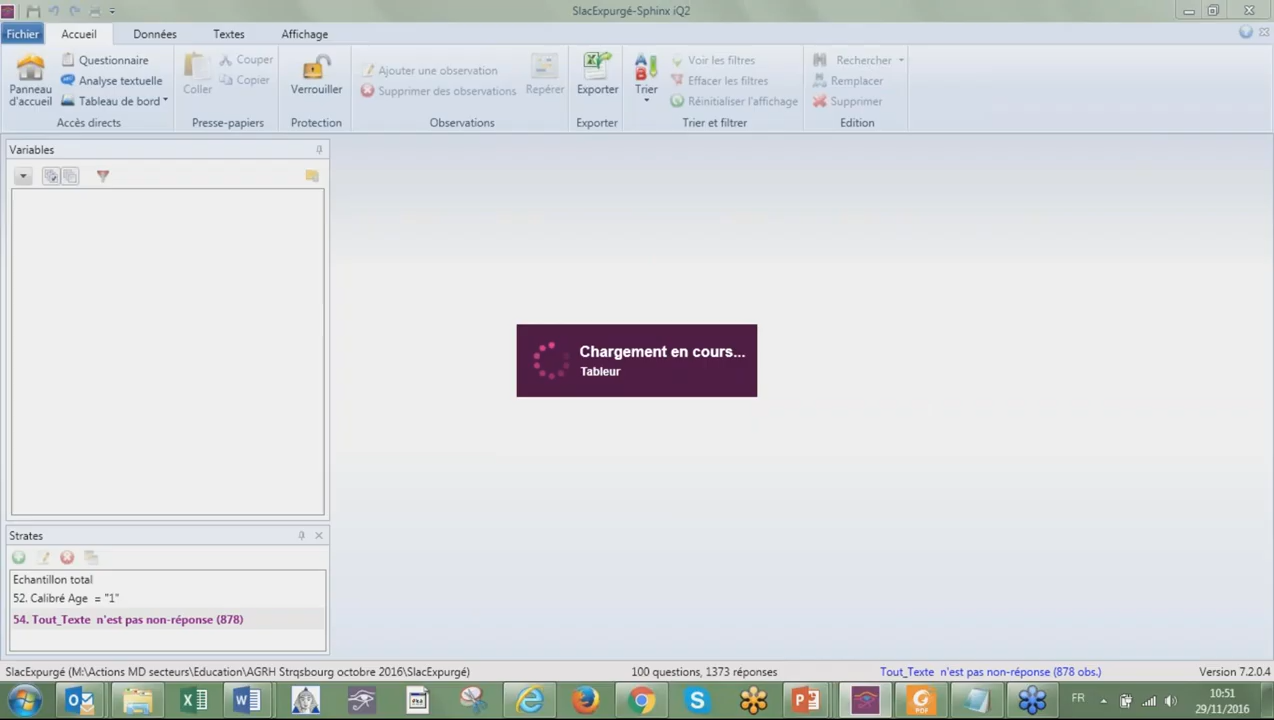 SlacExpurgé-Sphinx iQ2
Fichier Accueil Données Textes Affichage
Panneau d'accueil
Questionnaire
Analyse textuelle
Tableau de bord
Accès directs
Coller
Couper
Copier
Presse-papiers
Verrouiller
Protection
Ajouter une observation
Supprimer des observations
Repérer
Observations
Exporter
Exporter
Trier
Voir les filtres
Effacer les filtres
Réinitialiser l'affichage
Trier et filtrer
Rechercher
Remplacer
Supprimer
Edition
Variables
Chargement en cours...
Tableur
Strates
Echantillon total
52. Calibré Age = "1"
54. Tout_Texte n'est pas non-réponse (878)
SlacExpurgé (M:\Actions MD secteurs\Education\AGRH Strqsbourg octobre 2016\SlacExpurgé) 100 questions, 1373 réponses Tout_Texte n'est pas non-réponse (878 obs.) Version 7.2.0.4
FR
10:51
29/11/2016